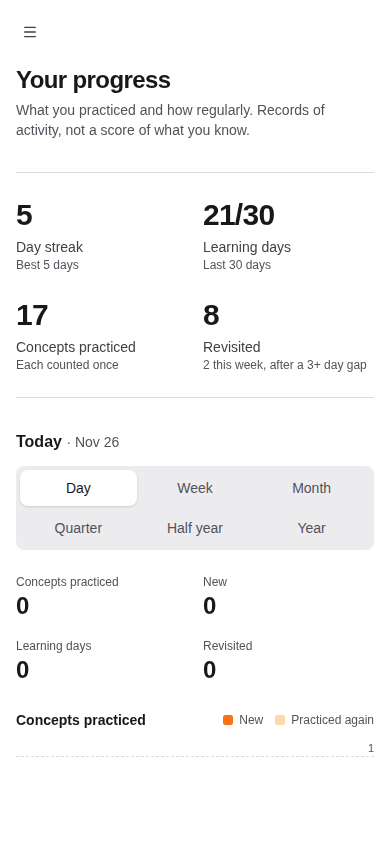 Your progress
What you practiced and how regularly. Records of
activity, not a score of what you know.
5
Day streak
Best 5 days
21/30
Learning days
Last 30 days
17
Concepts practiced
Each counted once
8
Revisited
2 this week, after a 3+ day gap
Today · Nov 26
Day Week Month
Quarter Half year Year
Concepts practiced
0
New
0
Learning days
0
Revisited
0
Concepts practiced New Practiced again
1